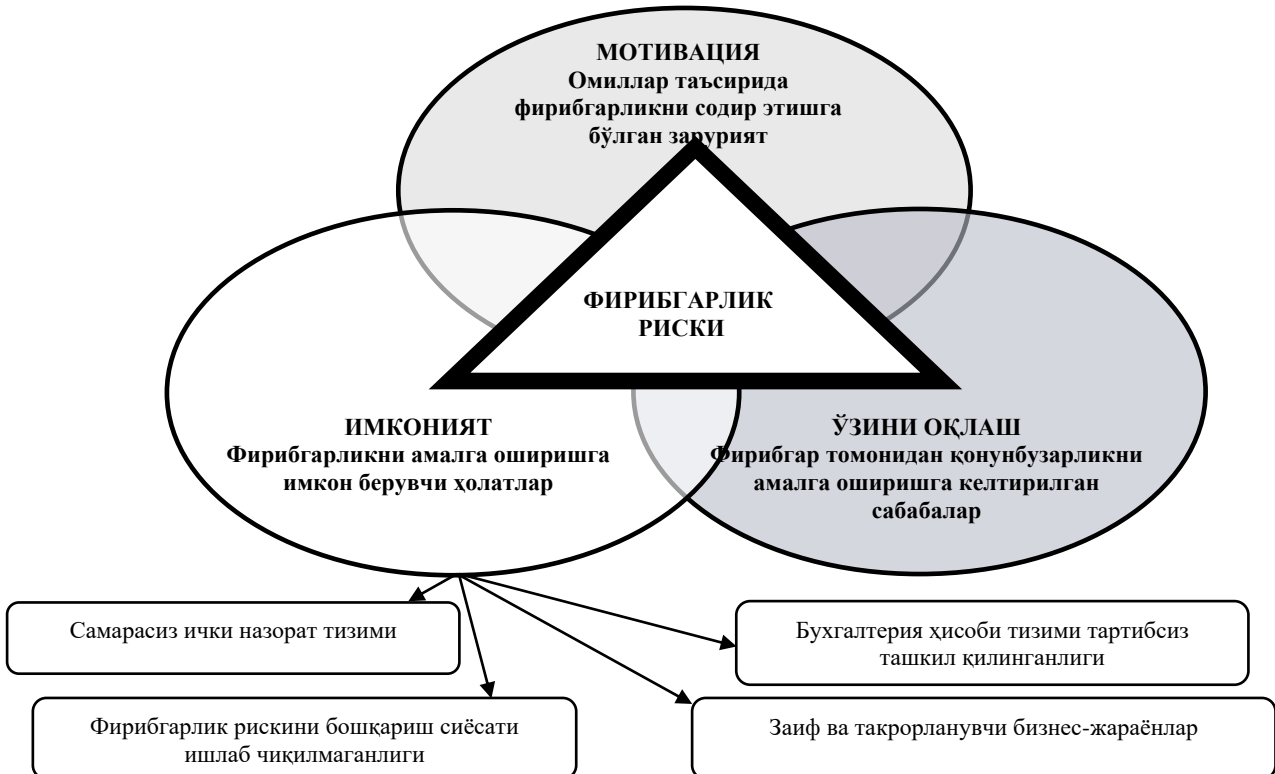 МОТИВАЦИЯ
Омиллар таъсирида
фирибгарликни содир этишга
бўлган зарурият
ФИРИБГАРЛИК
РИСКИ
ИМКОНИЯТ
Фирибгарликни амалга оширишга
имкон берувчи ҳолатлар
ЎЗИНИ ОҚЛАШ
Фирибгар томонидан қонунбузарликни
амалга оширишга келтирилган
сабабалар
Самарасиз ички назорат тизими
Бухгалтерия ҳисоби тизими тартибсиз
ташкил қилинганлиги
Фирибгарлик рискини бошқариш сиёсати
ишлаб чиқилмаганлиги
Заиф ва такрорланувчи бизнес-жараёнлар